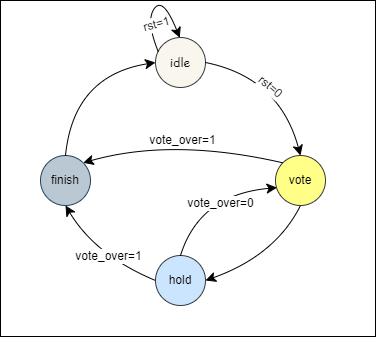 rst=1
idle
rst=0
vote_over=1
finish
vote
vote_over=0
vote_over=1
hold